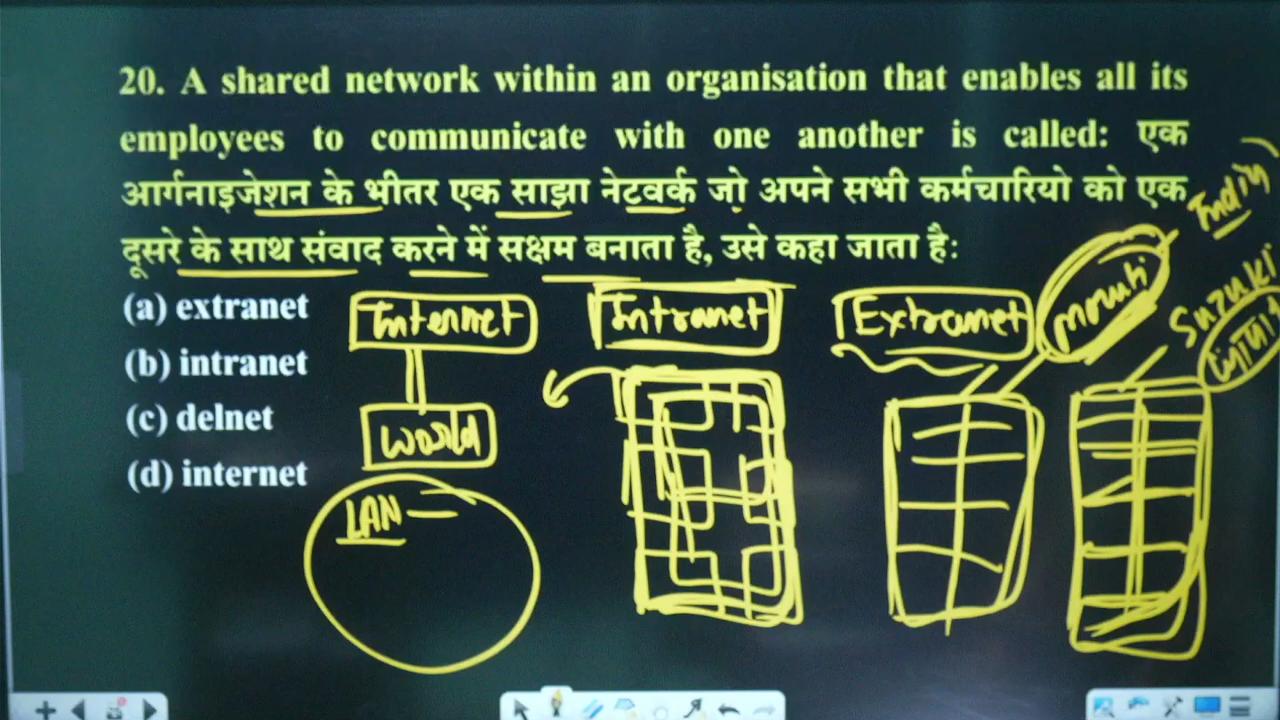 20. A shared network within an organisation that enables all its
employees to communicate with one another is called: एक
आर्गनाइजेशन के भीतर एक साझा नेटवर्क जो अपने सभी कर्मचारियो को एक
दूसरे के साथ संवाद करने में सक्षम बनाता है, उसे कहा जाता है:
(a) extranet
(b) intranet
(c) delnet
(d) internet
Internet
Intranet
Extranet
India
Suzuki
World
LAN